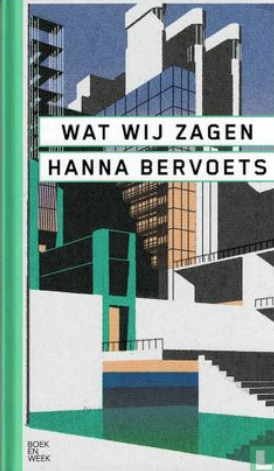 WAT WIJ ZAGEN
HANNA BERVOETS
BOEK
EN
WEEK